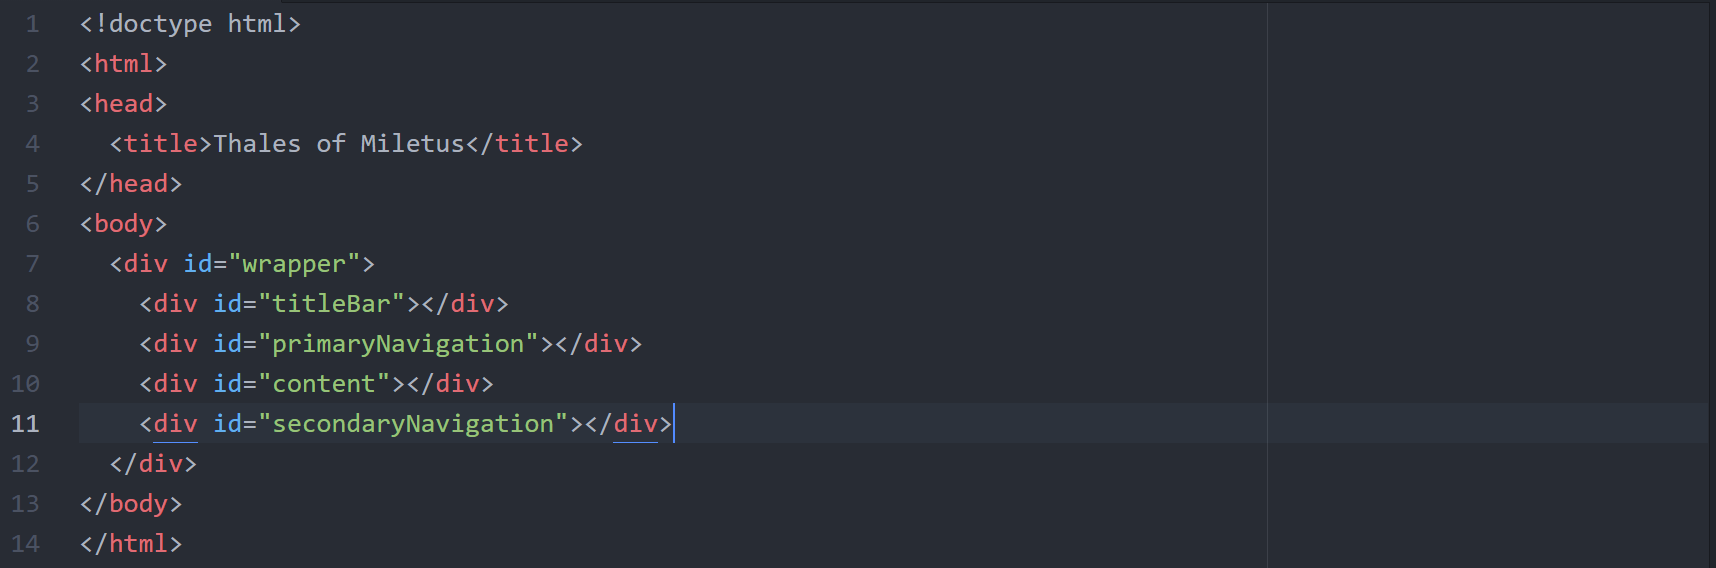 1 <!doctype html>
2 <html>
3 <head>
4   <title>Thales of Miletus</title>
5 </head>
6 <body>
7   <div id="wrapper">
8     <div id="titleBar"></div>
9     <div id="primaryNavigation"></div>
10     <div id="content"></div>
11     <div id="secondaryNavigation"></div>
12   </div>
13 </body>
14 </html>